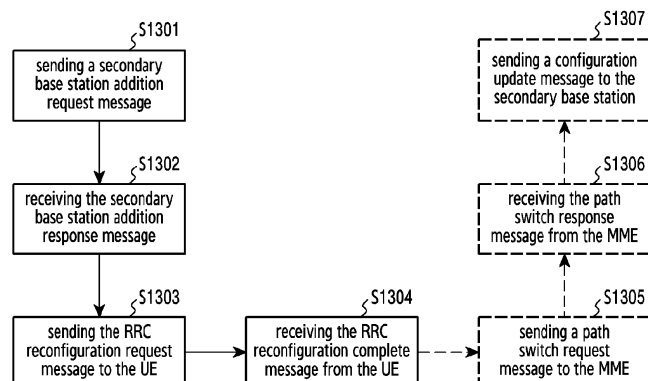 S1301
sending a secondary
base station addition
request message
S1302
receiving the secondary
base station addition
response message
S1303
sending the RRC
reconfiguration request
message to the UE
S1304
receiving the RRC
reconfiguration complete
message from the UE
S1305
sending a path
switch request
message to the MME
S1306
receiving the path
switch response
message from the MME
S1307
sending a configuration
update message to the
secondary base station